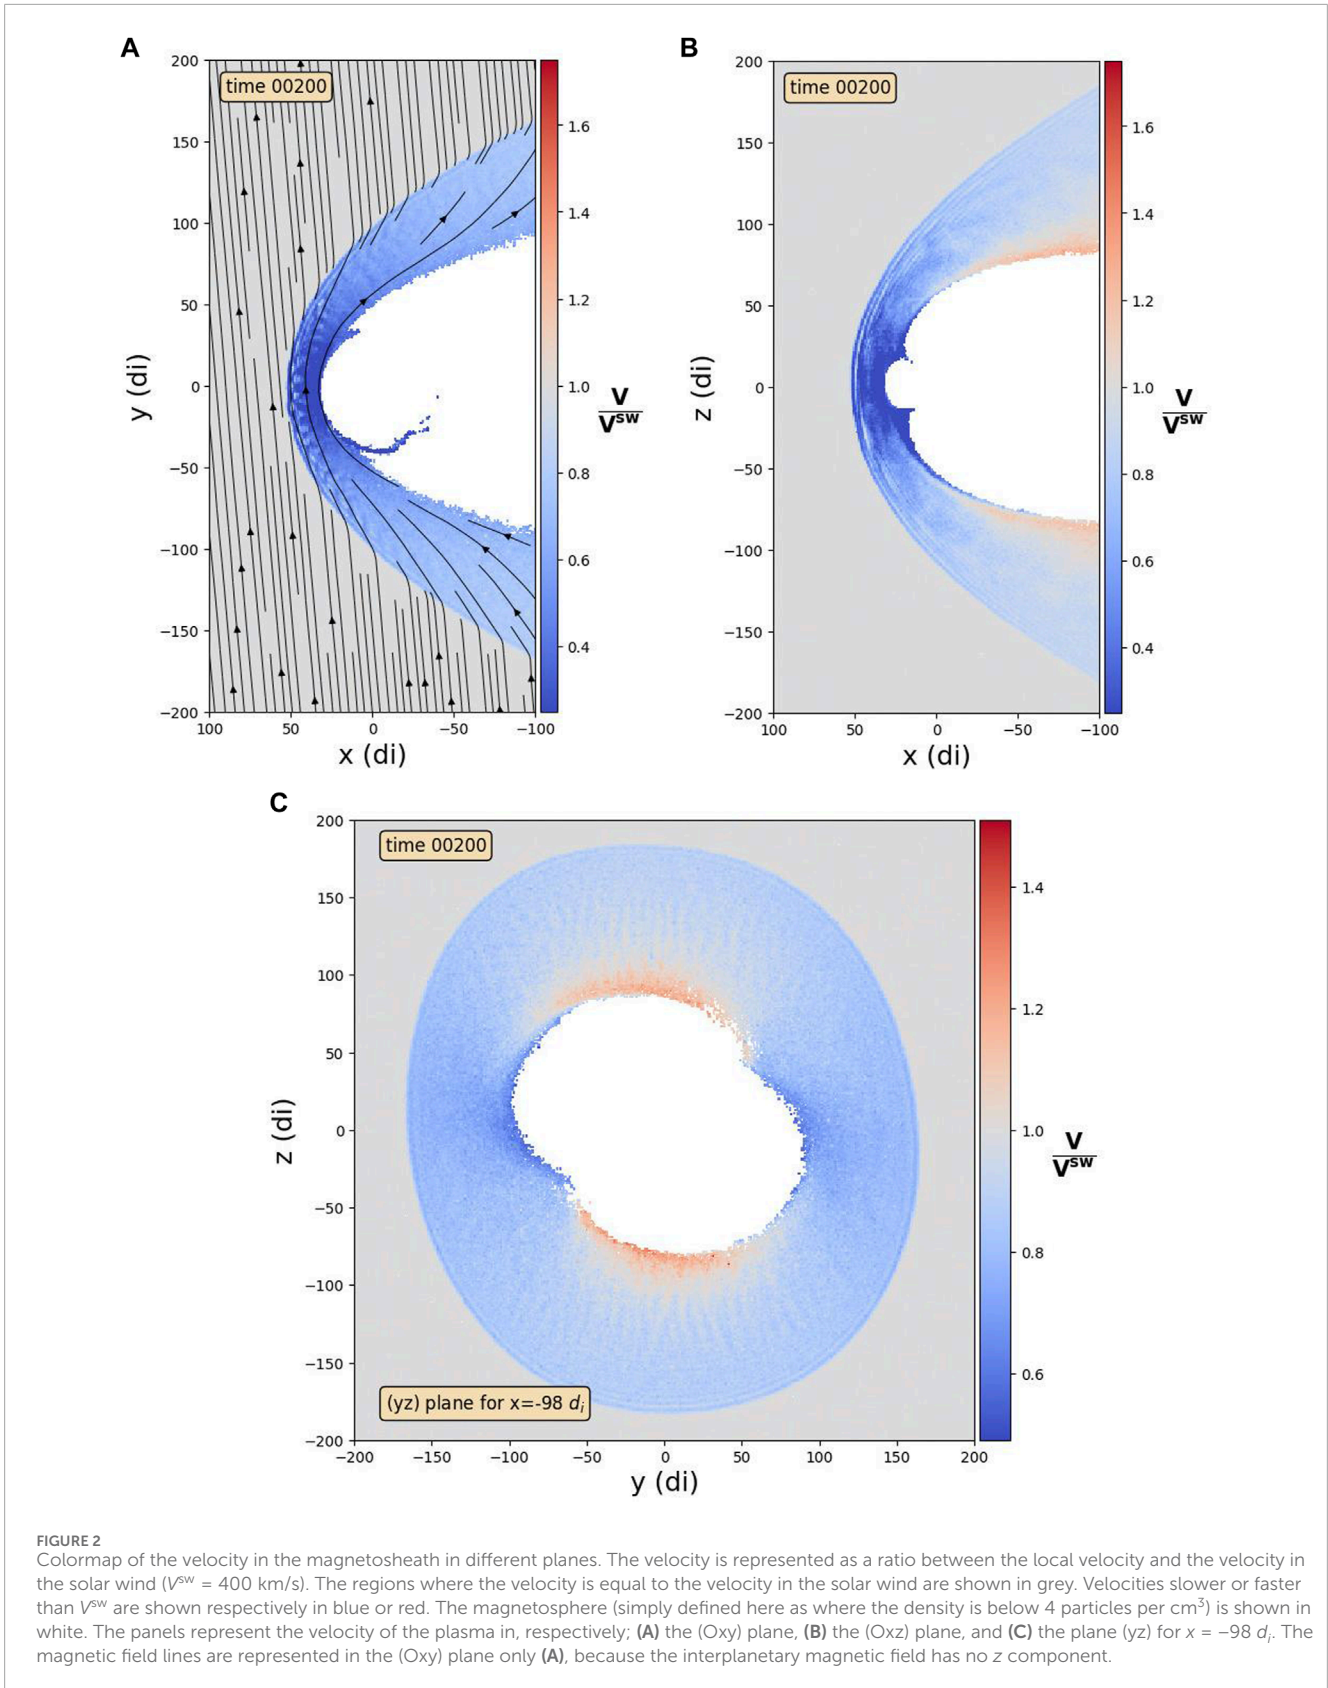 A
B
200
150
100
50
0
−50
−100
−150
−200
100
50
0
−50
−100
y (di)
x (di)
time 00200
1.6
1.4
1.2
1.0
0.8
0.6
0.4
V
Vsw
200
150
100
50
0
−50
−100
−150
−200
100
50
0
−50
−100
z (di)
x (di)
time 00200
1.6
1.4
1.2
1.0
0.8
0.6
0.4
V
Vsw
C
200
150
100
50
0
−50
−100
−150
−200
−200
−150
−100
−50
0
50
100
150
200
z (di)
y (di)
time 00200
(yz) plane for x=-98 di
1.4
1.2
1.0
0.8
0.6
V
Vsw
FIGURE 2
Colormap of the velocity in the magnetosheath in different planes. The velocity is represented as a ratio between the local velocity and the velocity in
the solar wind (Vsw = 400 km/s). The regions where the velocity is equal to the velocity in the solar wind are shown in grey. Velocities slower or faster
than Vsw are shown respectively in blue or red. The magnetosphere (simply defined here as where the density is below 4 particles per cm3) is shown in
white. The panels represent the velocity of the plasma in, respectively; (A) the (Oxy) plane, (B) the (Oxz) plane, and (C) the plane (yz) for x = −98 di. The
magnetic field lines are represented in the (Oxy) plane only (A), because the interplanetary magnetic field has no z component.